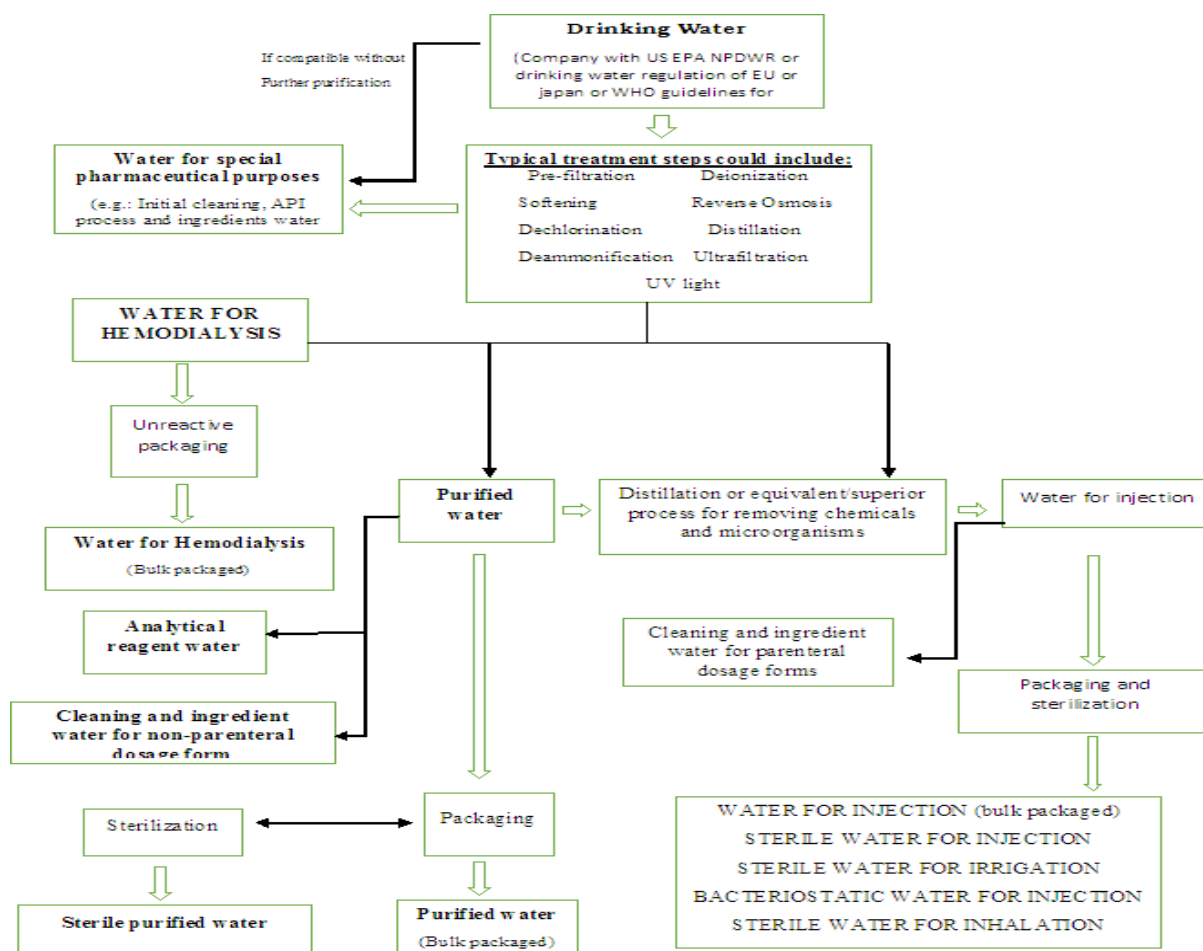 Drinking Water
(Company with US EPA NPDWR or
drinking water regulation of EU or
japan or WHO guidelines for
If compatible without
Further purification
Water for special
pharmaceutical purposes
(e.g.: Initial cleaning, API
process and ingredients water
Typical treatment steps could include:
Pre-filtration Deionization
Softening Reverse Osmosis
Dechlorination Distillation
Deammonification Ultrafiltration
UV light
WATER FOR
HEMODIALYSIS
Unreactive
packaging
Water for Hemodialysis
(Bulk packaged)
Purified
water
Distillation or equivalent/superior
process for removing chemicals
and microorganisms
Water for injection
Analytical
reagent water
Cleaning and ingredient
water for parenteral
dosage forms
Cleaning and ingredient
water for non-parenteral
dosage form
Packaging and
sterilization
Sterilization
Packaging
WATER FOR INJECTION (bulk packaged)
STERILE WATER FOR INJECTION
STERILE WATER FOR IRRIGATION
BACTERIOSTATIC WATER FOR INJECTION
STERILE WATER FOR INHALATION
Sterile purified water
Purified water
(Bulk packaged)